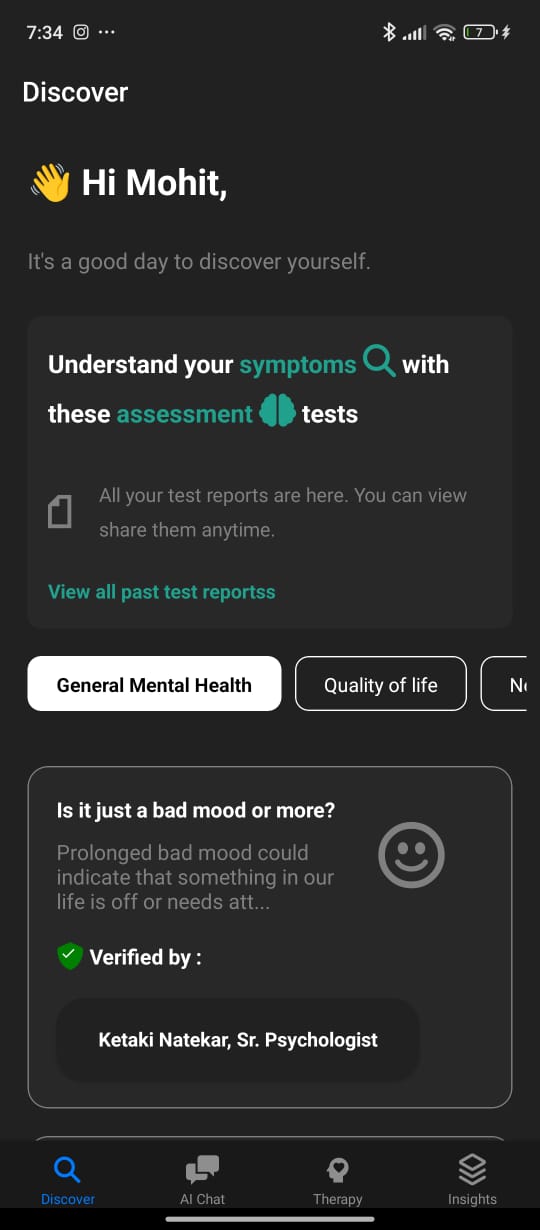 7:34
7
Discover
👋 Hi Mohit,
It's a good day to discover yourself.
Understand your symptoms with
these assessment tests
All your test reports are here. You can view
share them anytime.
View all past test reportss
General Mental Health
Quality of life
Is it just a bad mood or more?
Prolonged bad mood could
indicate that something in our
life is off or needs att...
Verified by :
Ketaki Natekar, Sr. Psychologist
Discover
AI Chat
Therapy
Insights